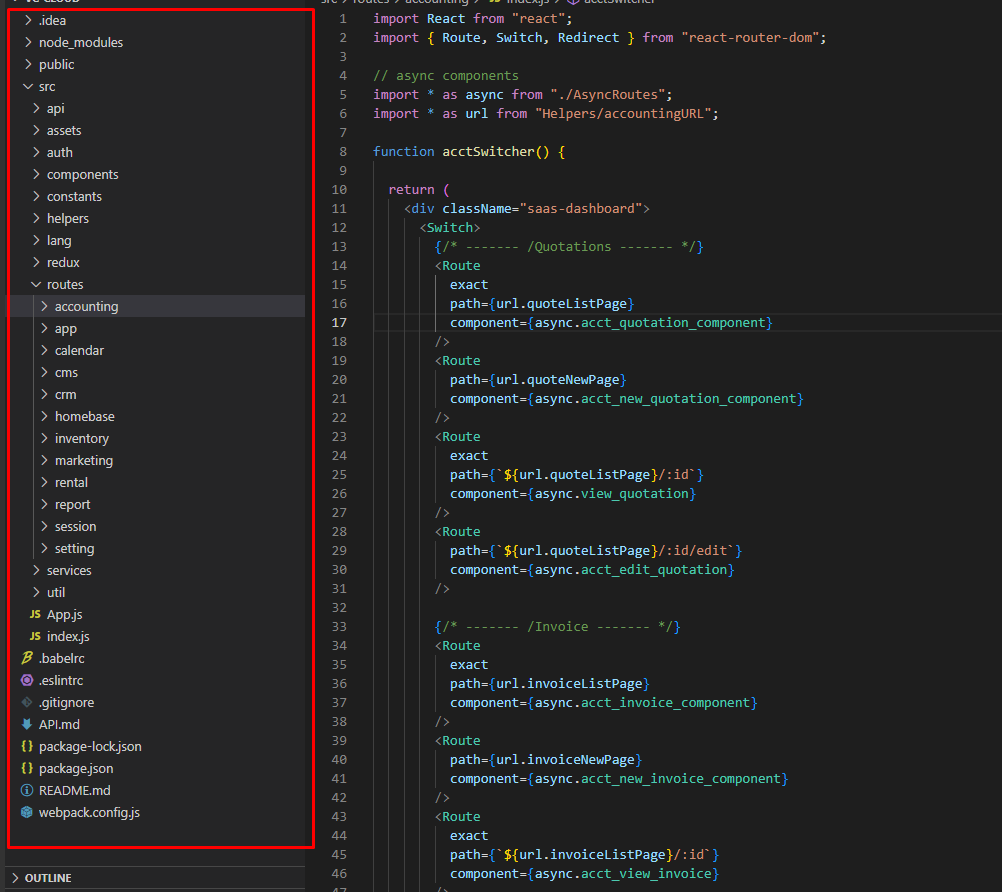 .idea
node_modules
public
src
api
assets
auth
components
constants
helpers
lang
redux
routes
accounting
app
calendar
cms
crm
homebase
inventory
marketing
rental
report
session
setting
services
util
JS App.js
JS index.js
.babelrc
.eslintrc
.gitignore
API.md
{} package-lock.json
{} package.json
README.md
webpack.config.js
OUTLINE
1 import React from "react";
2 import { Route, Switch, Redirect } from "react-router-dom";
3
4 // async components
5 import * as async from "./AsyncRoutes";
6 import * as url from "Helpers/accountingURL";
7
8 function acctSwitcher() {
9
10 return (
11 <div className="saas-dashboard">
12 <Switch>
13 {/* ------- /Quotations ------- */}
14 <Route
15 exact
16 path={url.quoteListPage}
17 component={async.acct_quotation_component}
18 />
19 <Route
20 path={url.quoteNewPage}
21 component={async.acct_new_quotation_component}
22 />
23 <Route
24 exact
25 path={`${url.quoteListPage}/:id`}
26 component={async.view_quotation}
27 />
28 <Route
29 path={`${url.quoteListPage}/:id/edit`}
30 component={async.acct_edit_quotation}
31 />
32
33 {/* ------- /Invoice ------- */}
34 <Route
35 exact
36 path={url.invoiceListPage}
37 component={async.acct_invoice_component}
38 />
39 <Route
40 path={url.invoiceNewPage}
41 component={async.acct_new_invoice_component}
42 />
43 <Route
44 exact
45 path={`${url.invoiceListPage}/:id`}
46 component={async.acct_view_invoice}